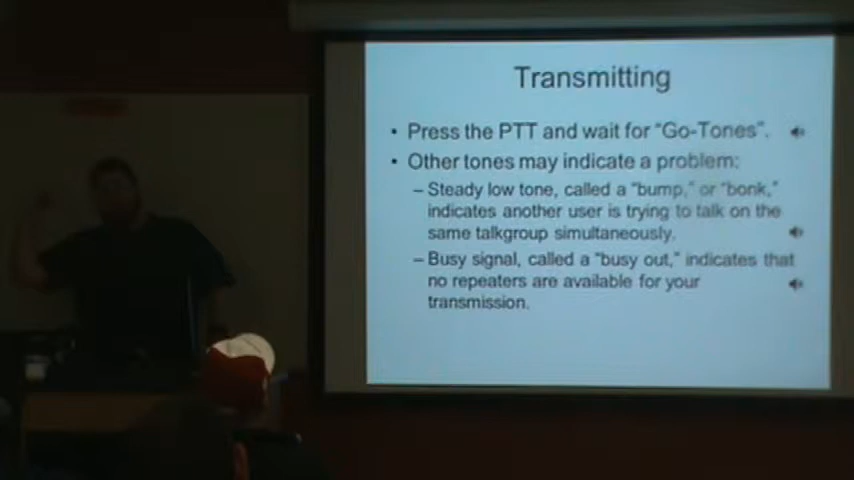 Transmitting
• Press the PTT and wait for “Go-Tones”.
• Other tones may indicate a problem:
– Steady low tone, called a “bump,” or “bonk,”
indicates another user is trying to talk on the
same talkgroup simultaneously.
– Busy signal, called a “busy out,” indicates that
no repeaters are available for your
transmission.